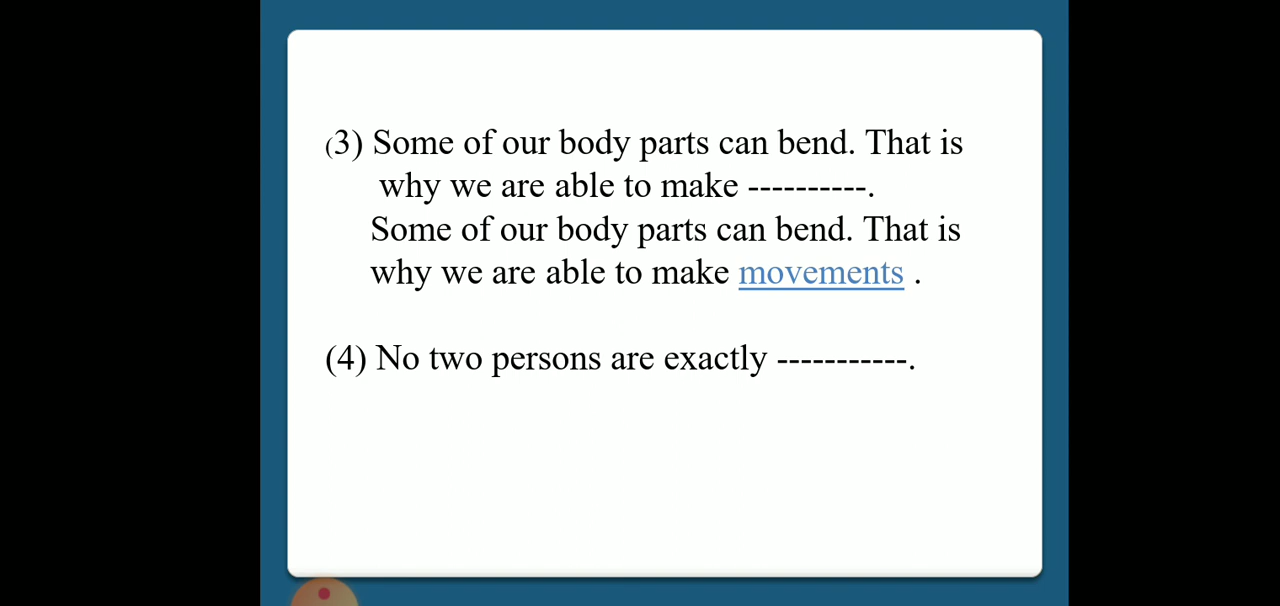 (3) Some of our body parts can bend. That is
why we are able to make ----------.
Some of our body parts can bend. That is
why we are able to make movements .
(4) No two persons are exactly -----------.